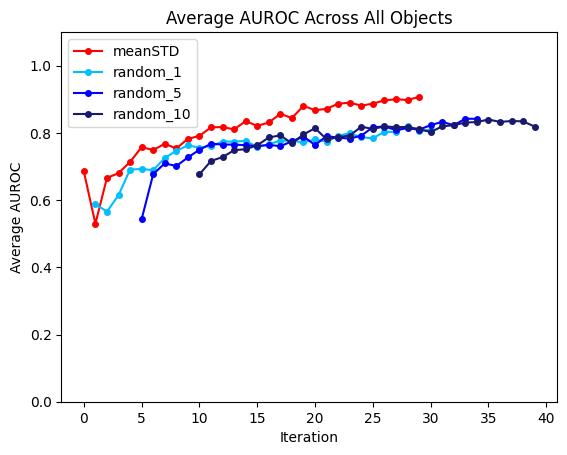 Average AUROC Across All Objects
meanSTD
random_1
random_5
random_10
Average AUROC
1.0
0.8
0.6
0.4
0.2
0.0
0 5 10 15 20 25 30 35 40
Iteration